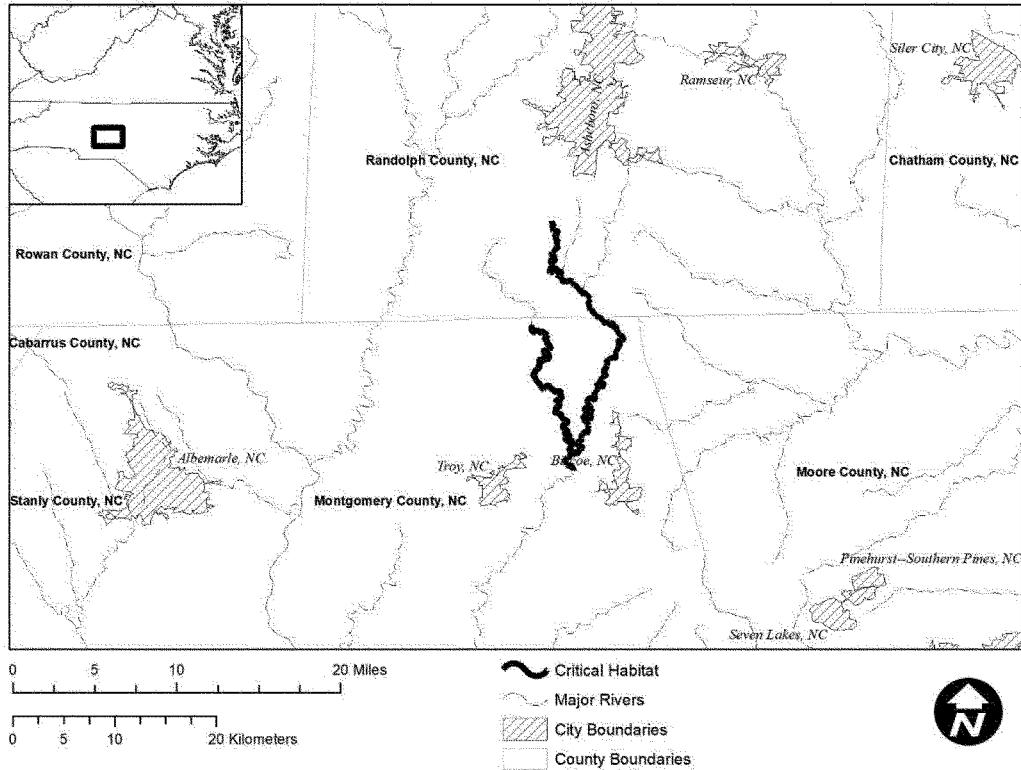 Siler City, NC
Ramseur, NC
Asheboro, NC
Randolph County, NC
Chatham County, NC
Rowan County, NC
Cabarrus County, NC
Albemarle, NC
Troy, NC
Biscoe, NC
Moore County, NC
Stanly County, NC
Montgomery County, NC
Pinehurst--Southern Pines, NC
Seven Lakes, NC
0 5 10 20 Miles
0 5 10 20 Kilometers
Critical Habitat
Major Rivers
City Boundaries
County Boundaries
N